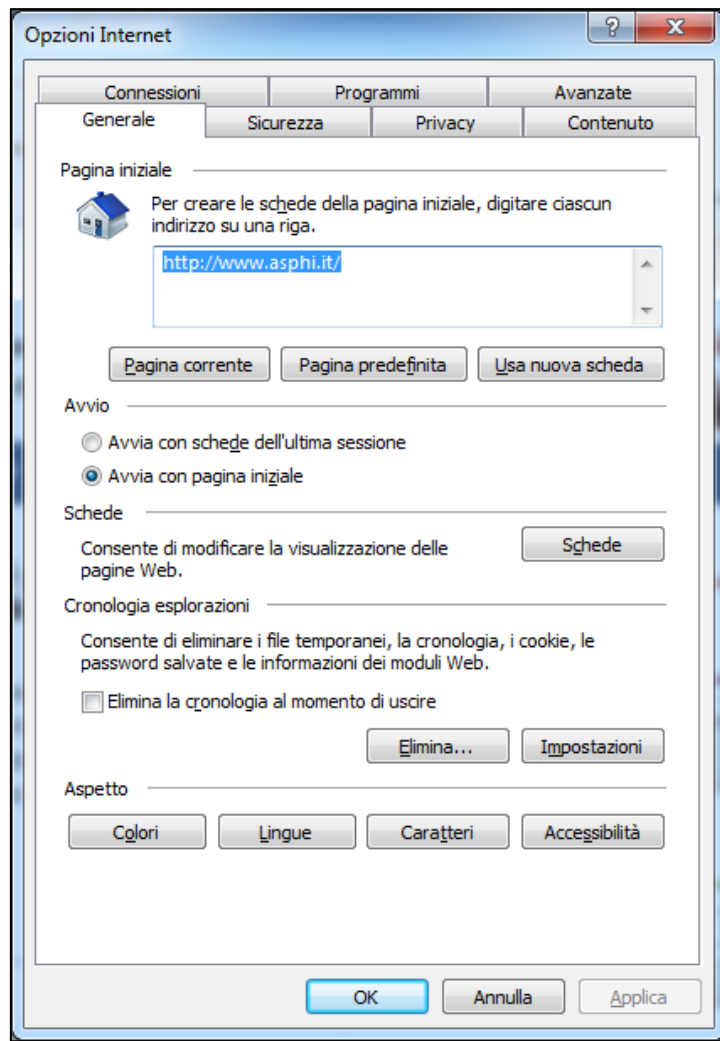 Opzioni Internet
Connessioni Programmi Avanzate
Generale Sicurezza Privacy Contenuto
Pagina iniziale
Per creare le schede della pagina iniziale, digitare ciascun
indirizzo su una riga.
http://www.asphi.it/
Pagina corrente Pagina predefinita Usa nuova scheda
Avvio
Avvia con schede dell'ultima sessione
Avvia con pagina iniziale
Schede
Consente di modificare la visualizzazione delle
pagine Web.
Schede
Cronologia esplorazioni
Consente di eliminare i file temporanei, la cronologia, i cookie, le
password salvate e le informazioni dei moduli Web.
Elimina la cronologia al momento di uscire
Elimina... Impostazioni
Aspetto
Colori Lingue Caratteri Accessibilità
OK Annulla Applica